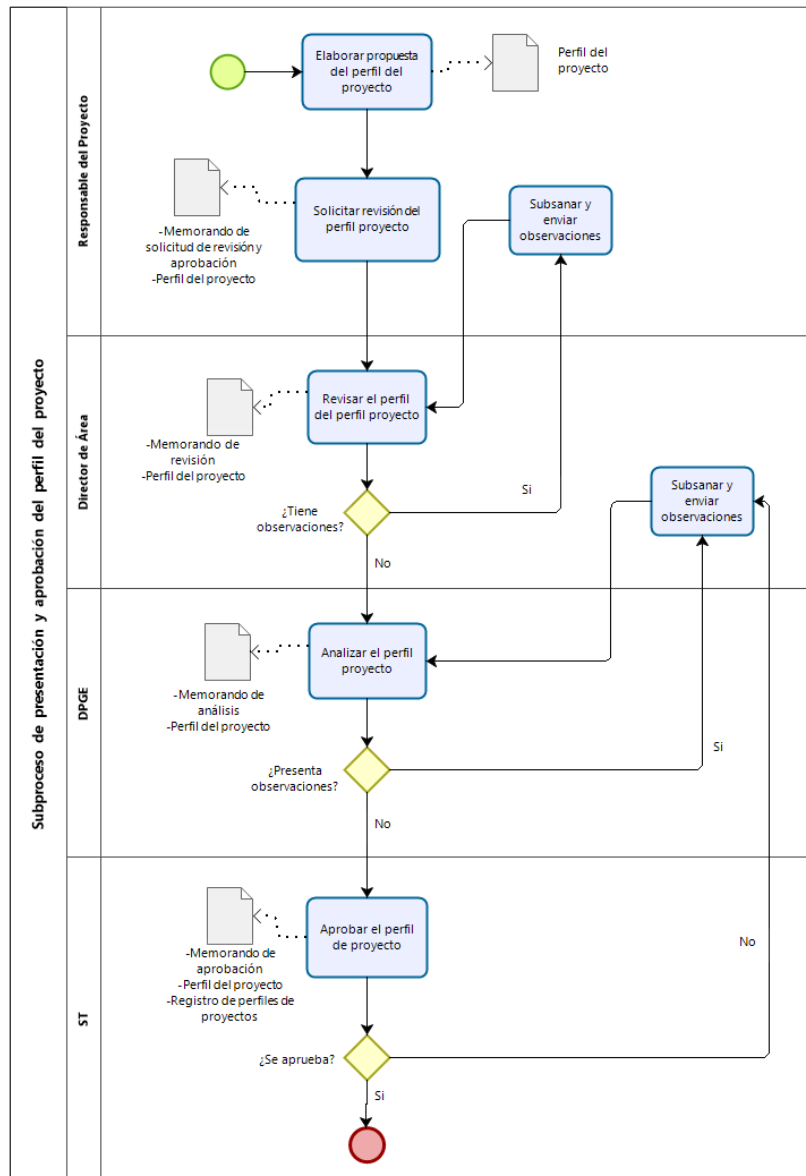 Subproceso de presentación y aprobación del perfil del proyecto
Responsable del Proyecto
Elaborar propuesta
del perfil del
proyecto
Perfil del
proyecto
Solicitar revisión del
perfil proyecto
-Memorando de
solicitud de revisión y
aprobación
-Perfil del proyecto
Subsanar y
enviar
observaciones
Director de Área
Revisar el perfil
del perfil proyecto
-Memorando de
revisión
-Perfil del proyecto
¿Tiene
observaciones?
Si
No
Subsanar y
enviar
observaciones
DPGE
Analizar el perfil
proyecto
-Memorando de
análisis
-Perfil del proyecto
¿Presenta
observaciones?
Si
No
ST
Aprobar el perfil
de proyecto
-Memorando de
aprobación
-Perfil del proyecto
-Registro de perfiles de
proyectos
No
¿Se aprueba?
Si